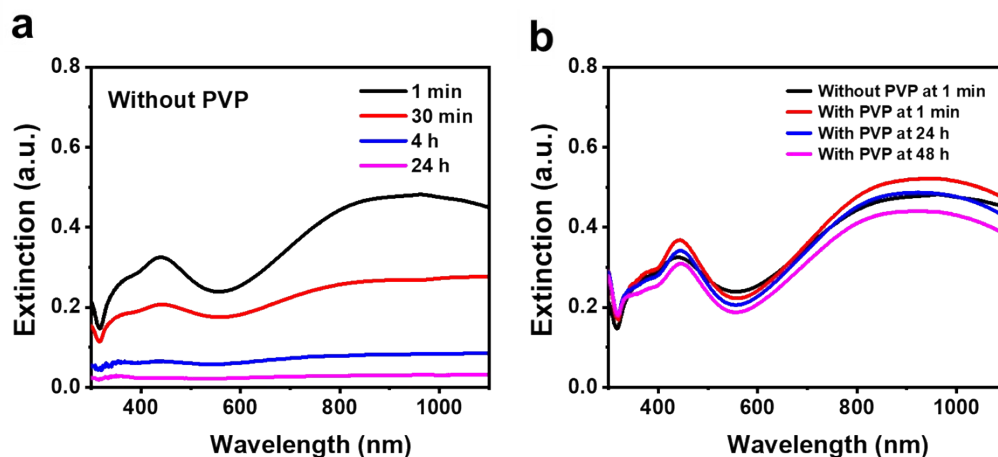 a
Extinction (a.u.)
0.8
0.6
0.4
0.2
0.0
Without PVP
1 min
30 min
4 h
24 h
400
600
800
1000
Wavelength (nm)
b
Extinction (a.u.)
0.8
0.6
0.4
0.2
0.0
Without PVP at 1 min
With PVP at 1 min
With PVP at 24 h
With PVP at 48 h
400
600
800
1000
Wavelength (nm)